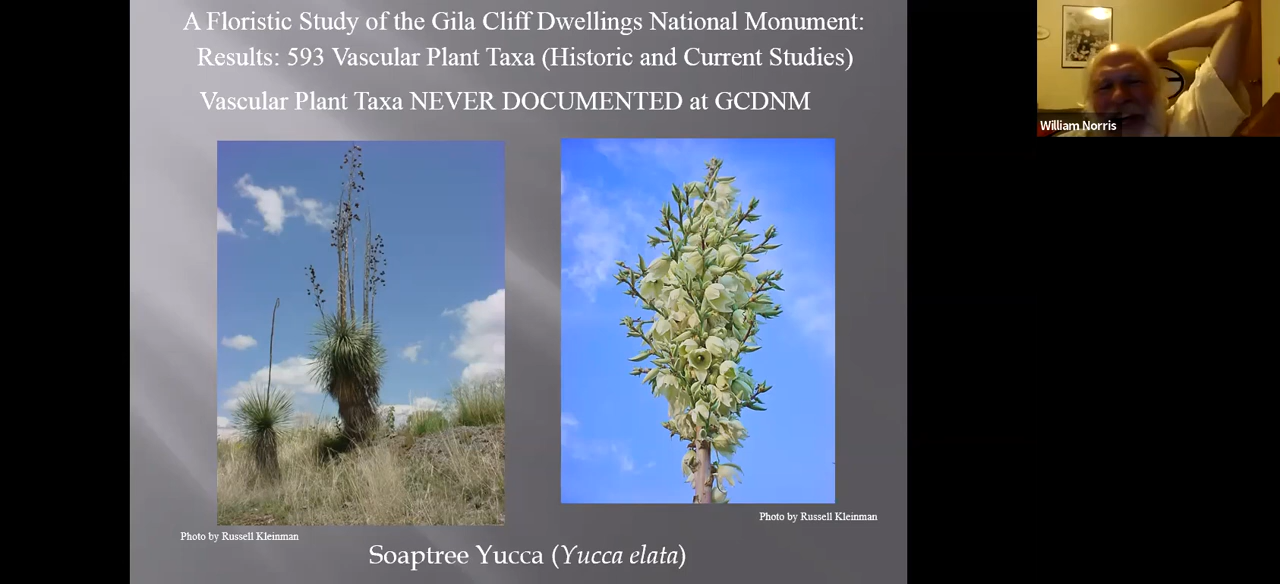 A Floristic Study of the Gila Cliff Dwellings National Monument:
Results: 593 Vascular Plant Taxa (Historic and Current Studies)
Vascular Plant Taxa NEVER DOCUMENTED at GCDNM
William Norris
Photo by Russell Kleinman
Photo by Russell Kleinman
Soaptree Yucca (Yucca elata)